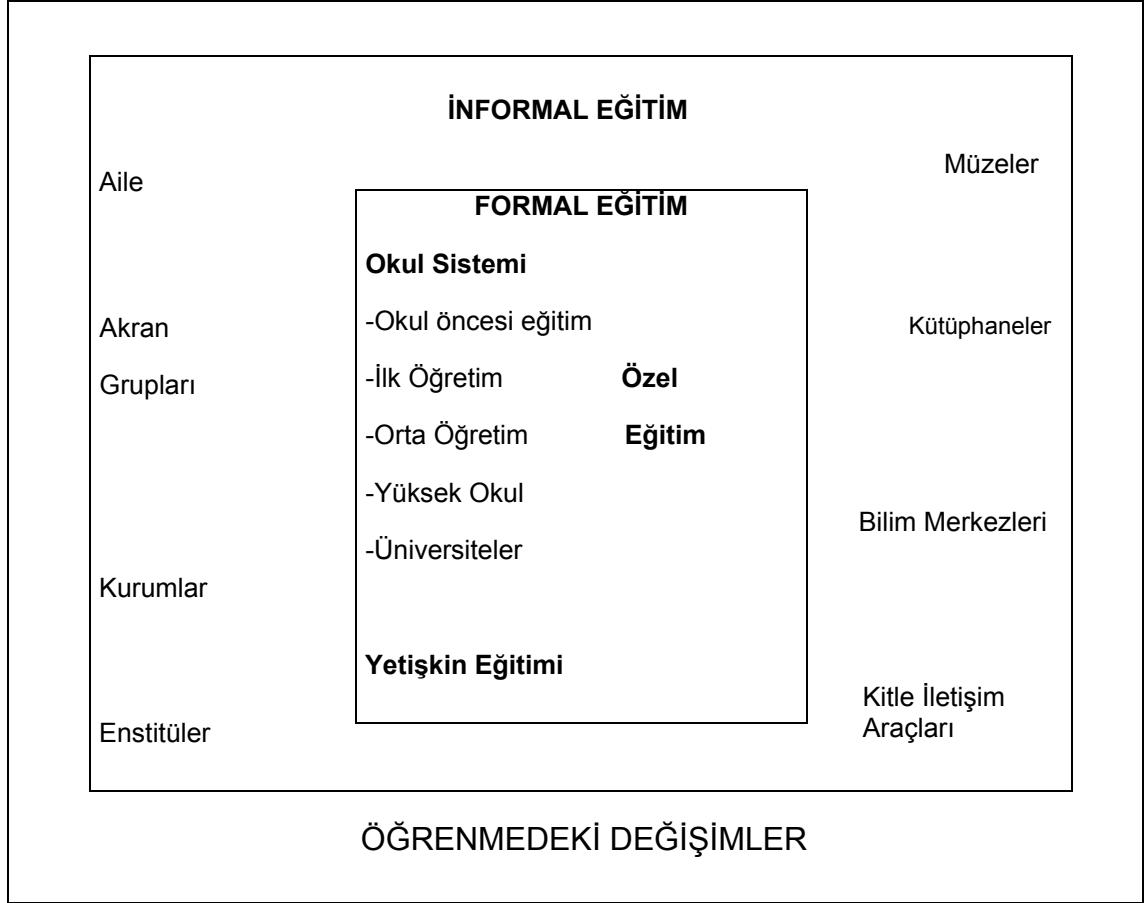 İNFORMAL EĞİTİM
Müzeler
Aile
FORMAL EĞİTİM
Okul Sistemi
Akran
-Okul öncesi eğitim
Kütüphaneler
Grupları
-İlk Öğretim Özel
-Orta Öğretim Eğitim
-Yüksek Okul
Bilim Merkezleri
-Üniversiteler
Kurumlar
Yetişkin Eğitimi
Kitle İletişim
Araçları
Enstitüler
ÖĞRENMEDEKİ DEĞİŞİMLER